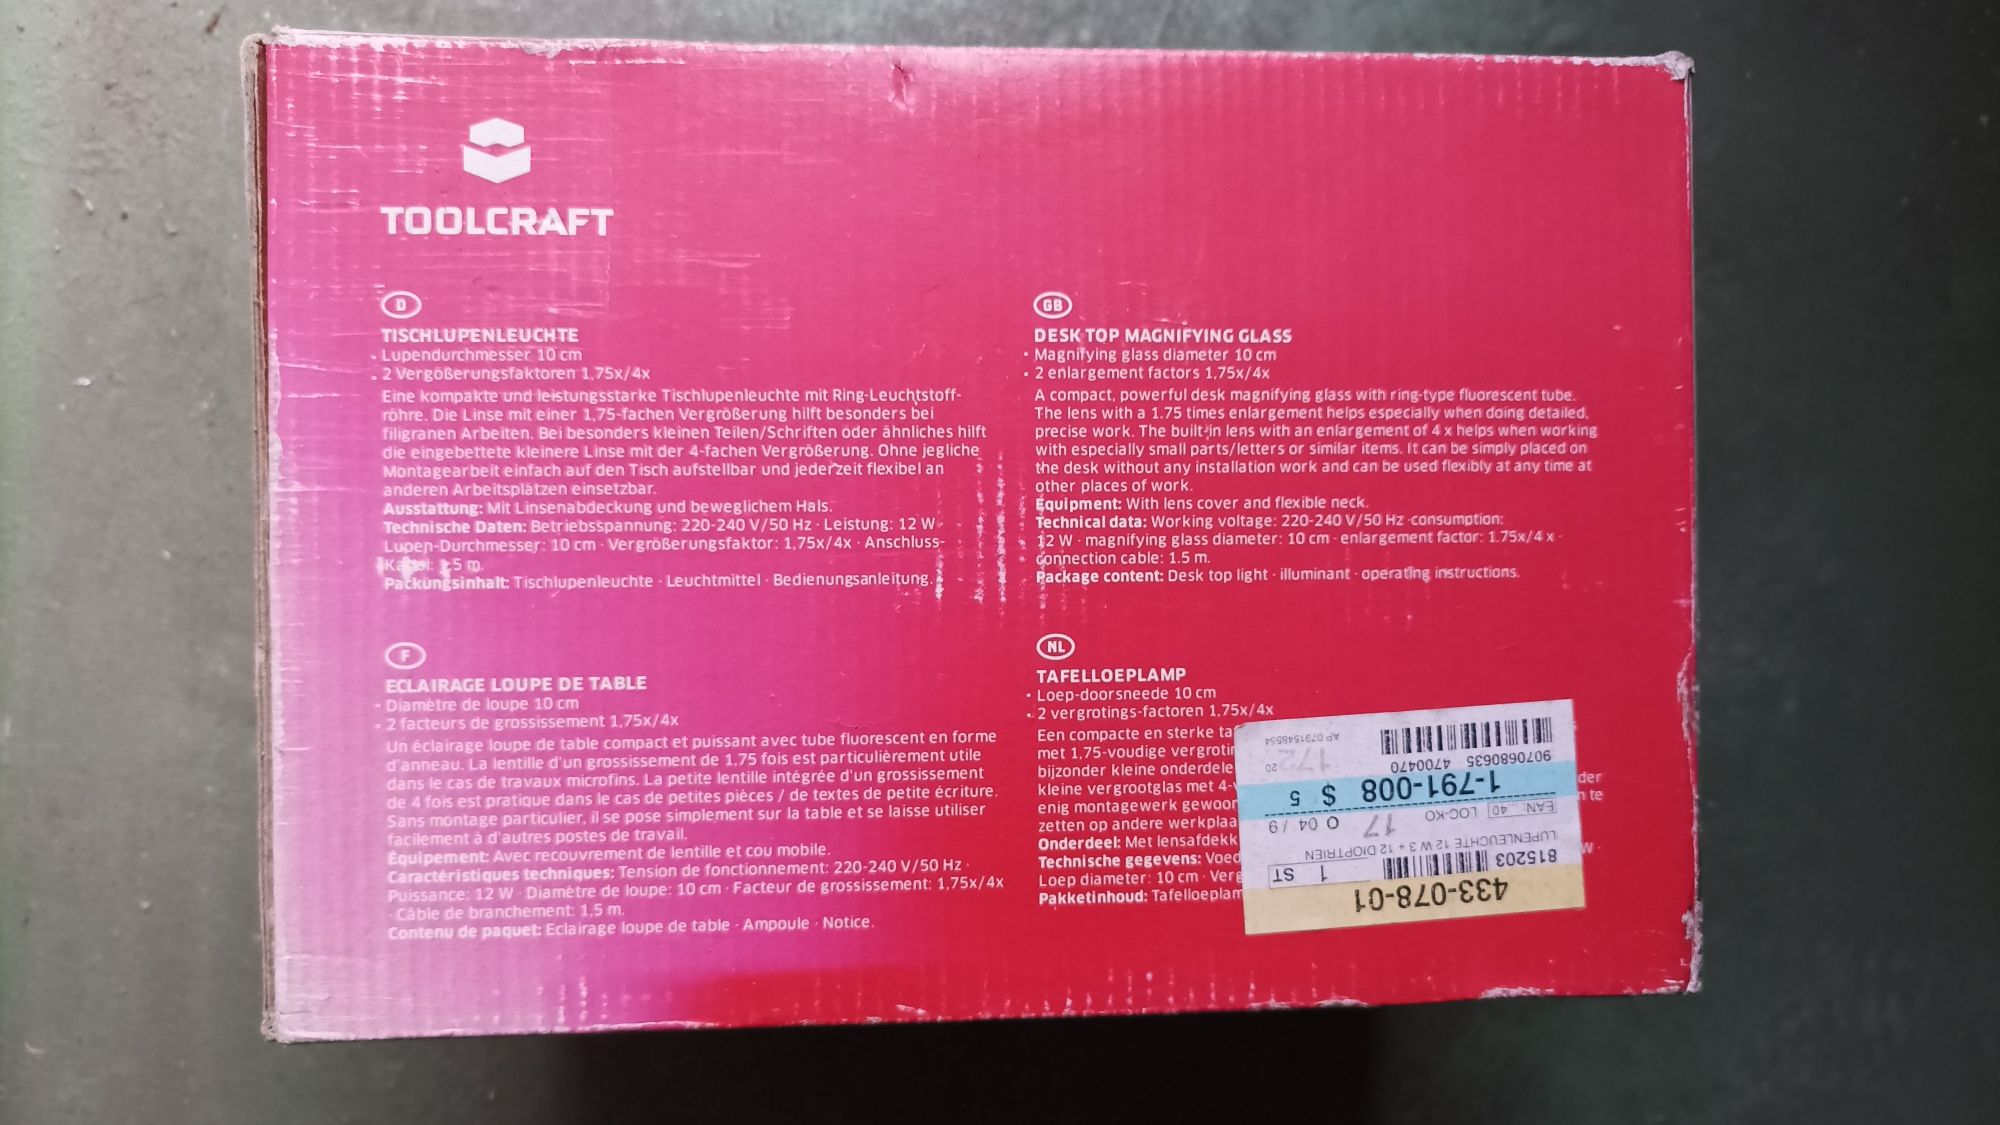 TOOLCRAFT
D
TISCHLUPENLEUCHTE
· Lupendurchmesser 10 cm
· 2 Vergößerungsfaktoren 1,75x/4x
Eine kompakte und leistungsstarke Tischlupenleuchte mit Ring-Leuchtstoff-
röhre. Die Linse mit einer 1,75-fachen Vergrößerung hilft besonders bei
filigranen Arbeiten. Bei besonders kleinen Teilen/Schriften oder ähnliches hilft
die eingebettete kleinere Linse mit der 4-fachen Vergrößerung. Ohne jegliche
Montagearbeit einfach auf den Tisch aufstellbar und jederzeit flexibel an
anderen Arbeitsplätzen einsetzbar.
Ausstattung: Mit Linsenabdeckung und beweglichem Hals.
Technische Daten: Betriebsspannung: 220-240 V/50 Hz · Leistung: 12 W ·
Lupen-Durchmesser: 10 cm · Vergrößerungsfaktor: 1,75x/4x · Anschluss-
Kabel: 1,5 m.
Packungsinhalt: Tischlupenleuchte · Leuchtmittel · Bedienungsanleitung.
GB
DESK TOP MAGNIFYING GLASS
· Magnifying glass diameter 10 cm
· 2 enlargement factors 1,75x/4x
A compact, powerful desk magnifying glass with ring-type fluorescent tube.
The lens with a 1.75 times enlargement helps especially when doing detailed,
precise work. The built-in lens with an enlargement of 4 x helps when working
with especially small parts/letters or similar items. It can be simply placed on
the desk without any installation work and can be used flexibly at any time at
other places of work.
Equipment: With lens cover and flexible neck.
Technical data: Working voltage: 220-240 V/50 Hz ·consumption:
12 W · magnifying glass diameter: 10 cm · enlargement factor: 1.75x/4 x ·
connection cable: 1.5 m.
Package content: Desk top light · illuminant · operating instructions.
F
ECLAIRAGE LOUPE DE TABLE
· Diamètre de loupe 10 cm
· 2 facteurs de grossissement 1,75x/4x
Un éclairage loupe de table compact et puissant avec tube fluorescent en forme
d'anneau. La lentille d'un grossissement de 1,75 fois est particulièrement utile
dans le cas de travaux microfins. La petite lentille intégrée d'un grossissement
de 4 fois est pratique dans le cas de petites pièces / de textes de petite écriture.
Sans montage particulier, il se pose simplement sur la table et se laisse utiliser
facilement à d'autres postes de travail.
Équipement: Avec recouvrement de lentille et cou mobile.
Caractéristiques techniques: Tension de fonctionnement: 220-240 V/50 Hz ·
Puissance: 12 W · Diamètre de loupe: 10 cm · Facteur de grossissement: 1,75x/4x
· Câble de branchement: 1,5 m.
Contenu de paquet: Eclairage loupe de table · Ampoule · Notice.
NL
TAFELLOEPLAMP
· Loep-doorsneede 10 cm
· 2 vergrotings-factoren 1,75x/4x
Een compacte en sterke ta
met 1,75-voudige vergrotin
bijzonder kleine onderdele
kleine vergrootglas met 4-v der
enig montagewerk gewoor n te
zetten op andere werkplaa
Onderdeel: Met lensafdekk
Technische gegevens: Voed W ·
Loep diameter: 10 cm · Verg
Pakketinhoud: Tafelloeplam
433-078-01
815203 1 ST
LUPENLEUCHTE 12 W 3 + 12 DIOPTRIEN
EAN: ...40 LOC-KO 17 O 04 / 9
1-791-008 $ 5
9070680635 4700470 172 20
AP 0791548554